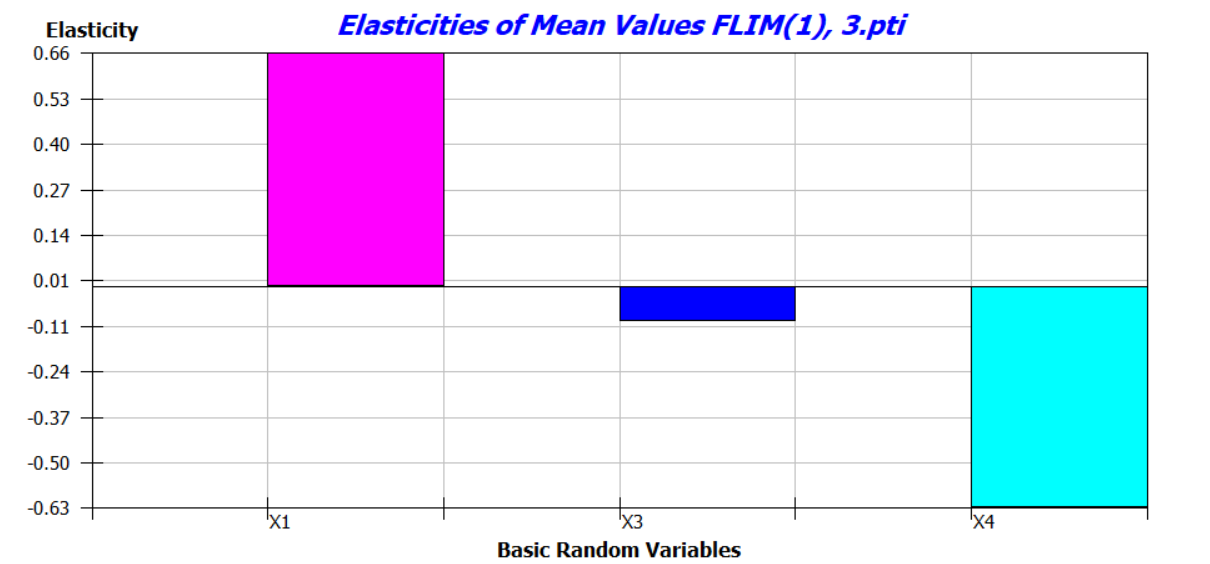 Elasticities of Mean Values FLIM(1), 3.pti
Elasticity
0.66
0.53
0.40
0.27
0.14
0.01
-0.11
-0.24
-0.37
-0.50
-0.63
X1 X3 X4
Basic Random Variables